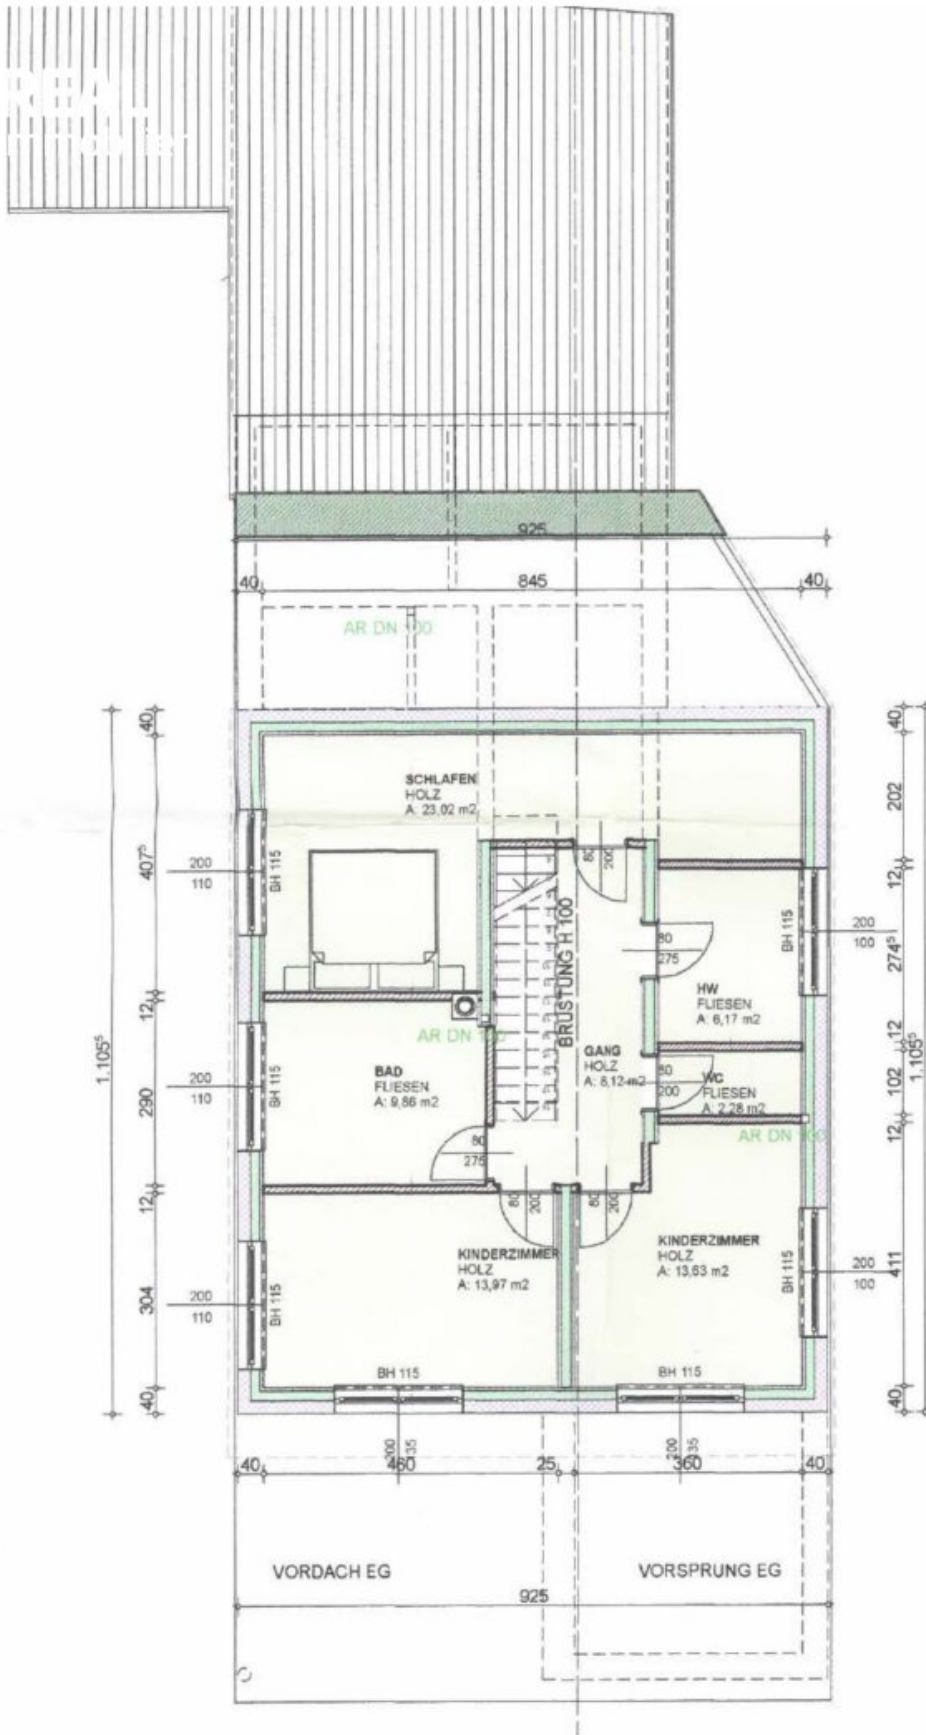 REAL
Immobilien
925
40
845
40
AR DN 100
40
407⁵
12
290
12
304
40
1.105⁵
200
110
200
110
200
110
BH 115
BH 115
BH 115
SCHLAFEN
HOLZ
A: 23,02 m2
80
200
BRÜSTUNG H 100
80
275
HW
FLIESEN
A: 6,17 m2
BH 115
200
100
40
202
12
274⁵
12
102
12
411
40
1.105⁵
AR DN 100
BAD
FLIESEN
A: 9,86 m2
GANG
HOLZ
A: 8,12 m2
80
200
WC
FLIESEN
A: 2,28 m2
AR DN 100
80
275
80
200
80
200
KINDERZIMMER
HOLZ
A: 13,97 m2
KINDERZIMMER
HOLZ
A: 13,63 m2
BH 115
200
100
BH 115
BH 115
200
135
200
135
40
460
25
360
40
VORDACH EG
VORSPRUNG EG
925